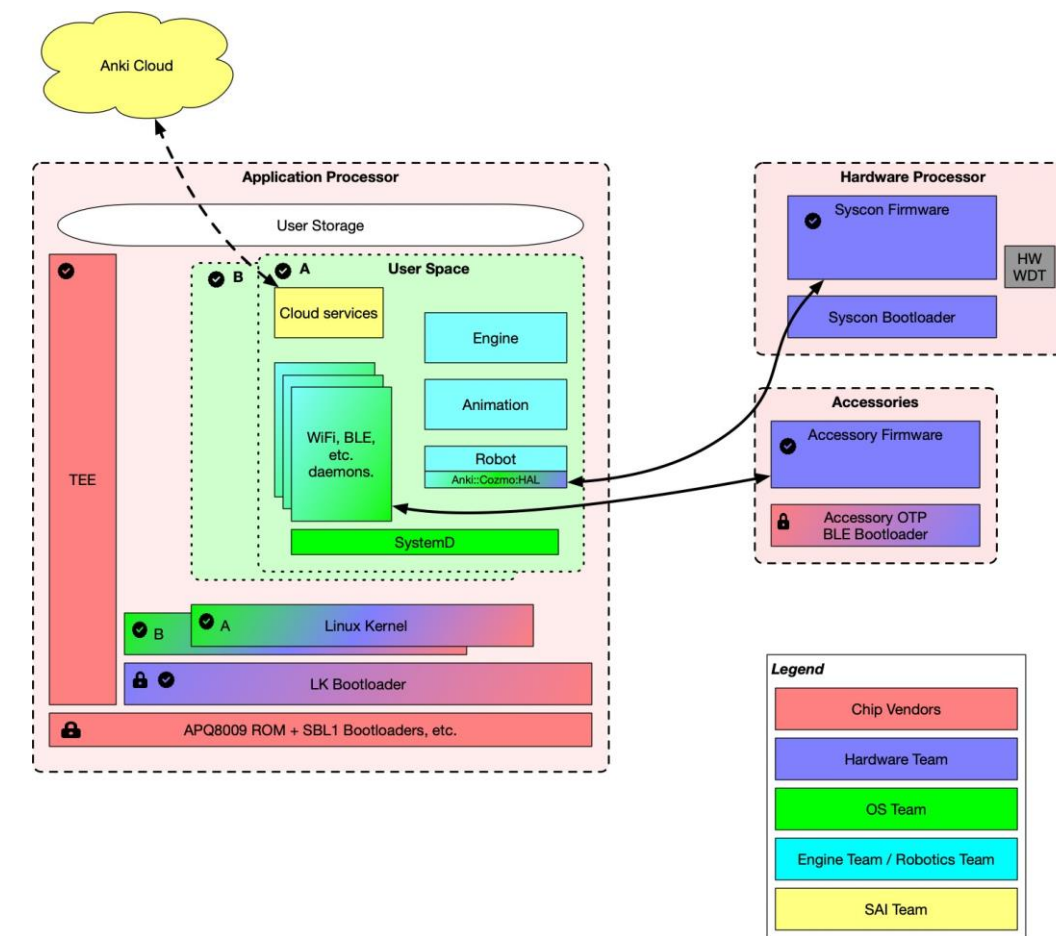 Anki Cloud
Application Processor
User Storage
TEE
B
A
User Space
Cloud services
Engine
Animation
WiFi, BLE,
etc.
daemons.
Robot
Anki::Cozmo:HAL
SystemD
B
A
Linux Kernel
LK Bootloader
APQ8009 ROM + SBL1 Bootloaders, etc.
Hardware Processor
Syscon Firmware
HW
WDT
Syscon Bootloader
Accessories
Accessory Firmware
Accessory OTP
BLE Bootloader
Legend
Chip Vendors
Hardware Team
OS Team
Engine Team / Robotics Team
SAI Team